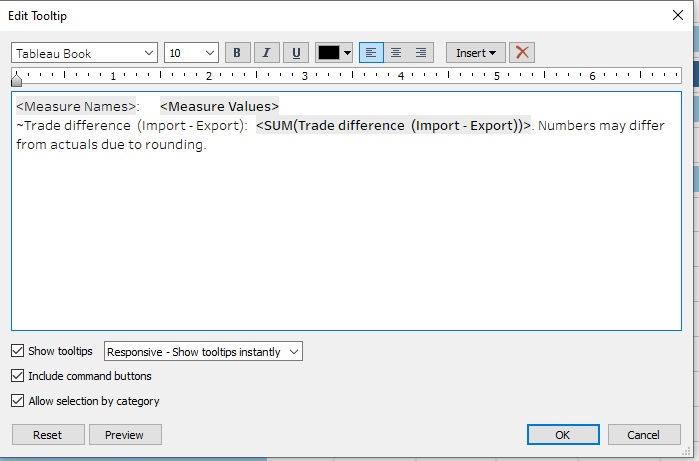 Edit Tooltip
Tableau Book 10 B I U Insert
1 2 3 4 5 6
<Measure Names>: <Measure Values>
~Trade difference (Import - Export): <SUM(Trade difference (Import - Export))>. Numbers may differ
from actuals due to rounding.
Show tooltips Responsive - Show tooltips instantly
Include command buttons
Allow selection by category
Reset Preview OK Cancel